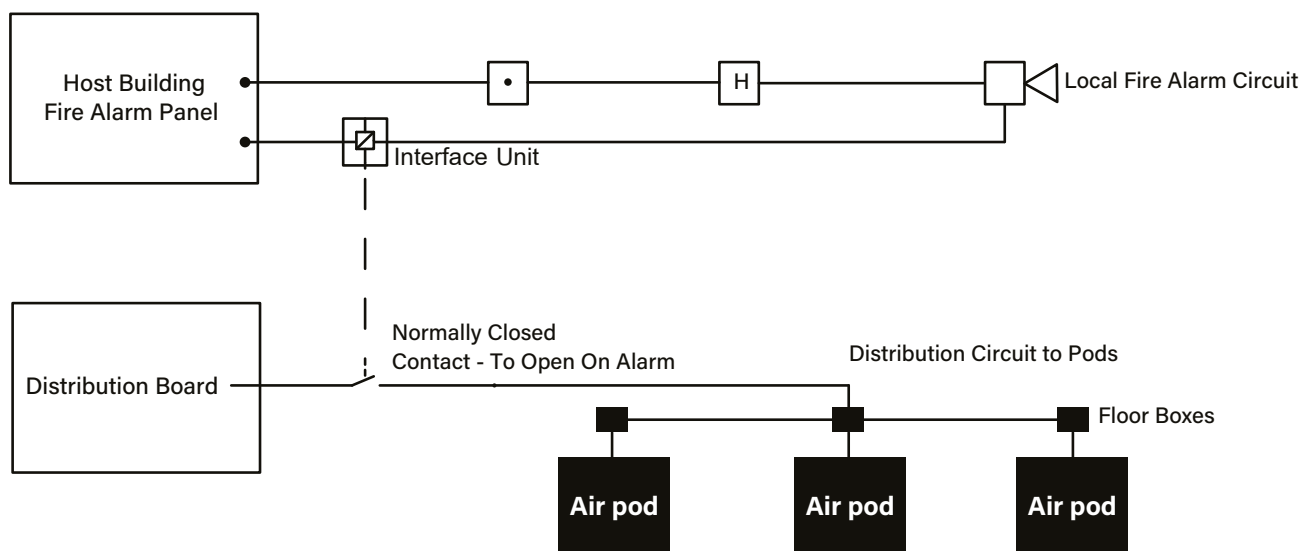 Host Building
Fire Alarm Panel
H
Local Fire Alarm Circuit
Interface Unit
Normally Closed
Contact - To Open On Alarm
Distribution Circuit to Pods
Distribution Board
Floor Boxes
Air pod
Air pod
Air pod